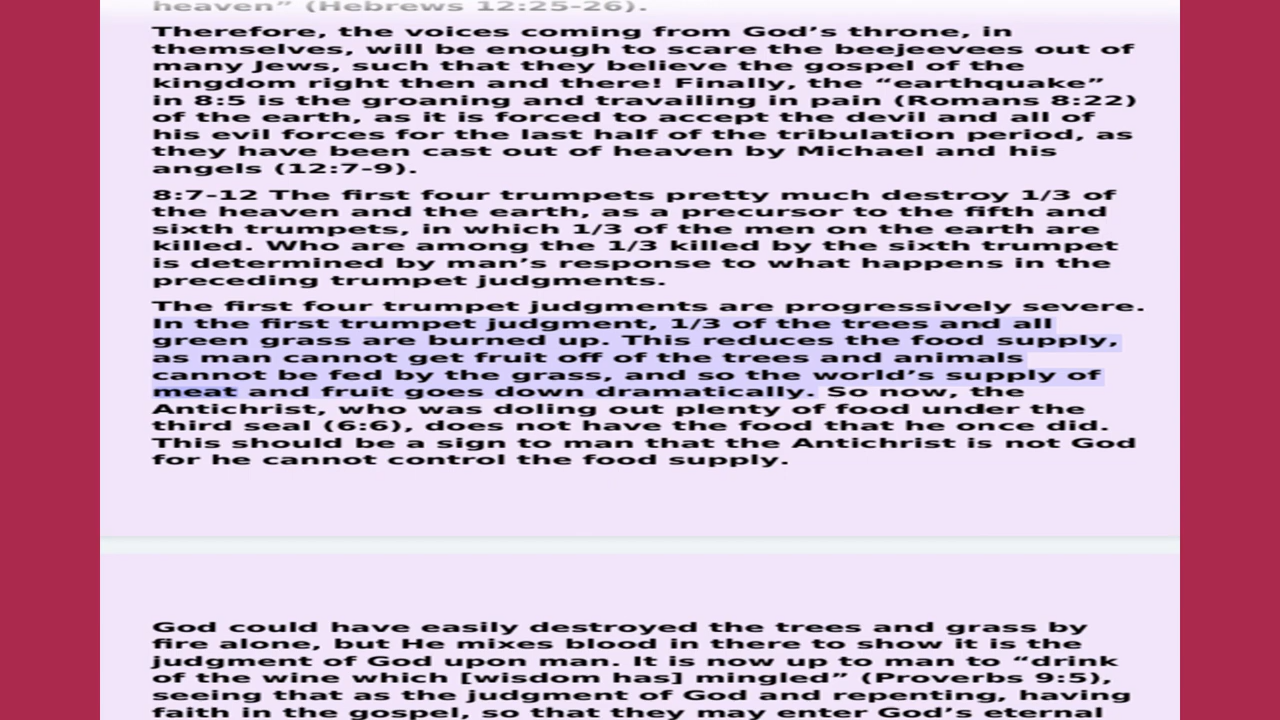 heaven” (Hebrews 12:25-26).
Therefore, the voices coming from God’s throne, in
themselves, will be enough to scare the beejeevees out of
many Jews, such that they believe the gospel of the
kingdom right then and there! Finally, the “earthquake”
in 8:5 is the groaning and travailing in pain (Romans 8:22)
of the earth, as it is forced to accept the devil and all of
his evil forces for the last half of the tribulation period, as
they have been cast out of heaven by Michael and his
angels (12:7-9).
8:7-12 The first four trumpets pretty much destroy 1/3 of
the heaven and the earth, as a precursor to the fifth and
sixth trumpets, in which 1/3 of the men on the earth are
killed. Who are among the 1/3 killed by the sixth trumpet
is determined by man’s response to what happens in the
preceding trumpet judgments.
The first four trumpet judgments are progressively severe.
In the first trumpet judgment, 1/3 of the trees and all
green grass are burned up. This reduces the food supply,
as man cannot get fruit off of the trees and animals
cannot be fed by the grass, and so the world’s supply of
meat and fruit goes down dramatically. So now, the
Antichrist, who was doling out plenty of food under the
third seal (6:6), does not have the food that he once did.
This should be a sign to man that the Antichrist is not God
for he cannot control the food supply.
God could have easily destroyed the trees and grass by
fire alone, but He mixes blood in there to show it is the
judgment of God upon man. It is now up to man to “drink
of the wine which [wisdom has] mingled” (Proverbs 9:5),
seeing that as the judgment of God and repenting, having
faith in the gospel, so that they may enter God’s eternal